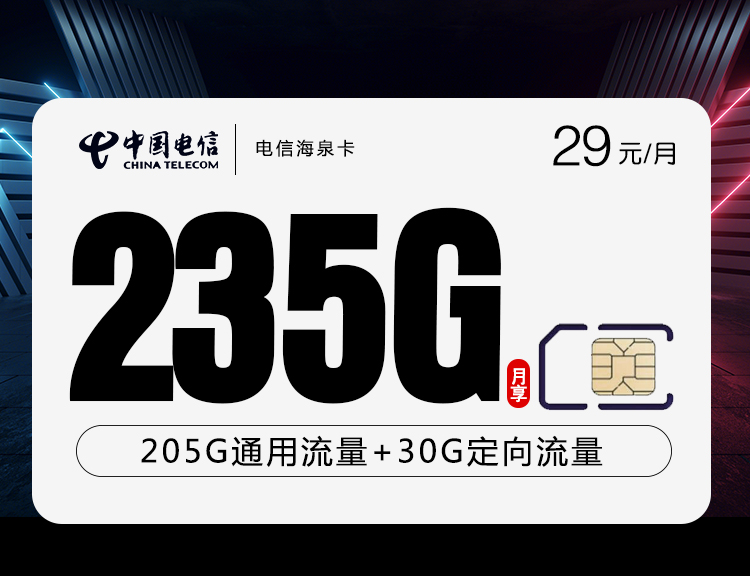 中国电信
CHINA TELECOM
电信海泉卡
29元/月
235G
月享
205G通用流量+30G定向流量